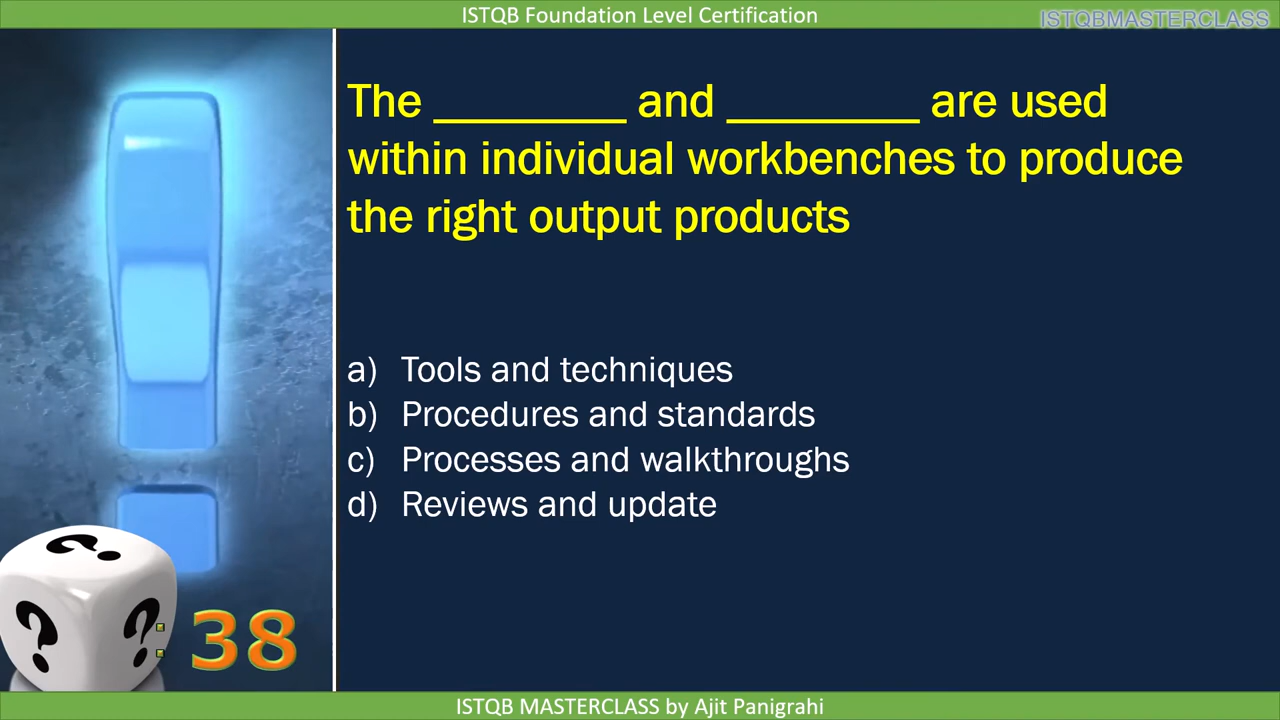 ISTQB Foundation Level Certification
ISTQBMASTERCLASS
The ________ and ________ are used
within individual workbenches to produce
the right output products
a) Tools and techniques
b) Procedures and standards
c) Processes and walkthroughs
d) Reviews and update
? ? ?
: 38
ISTQB MASTERCLASS by Ajit Panigrahi